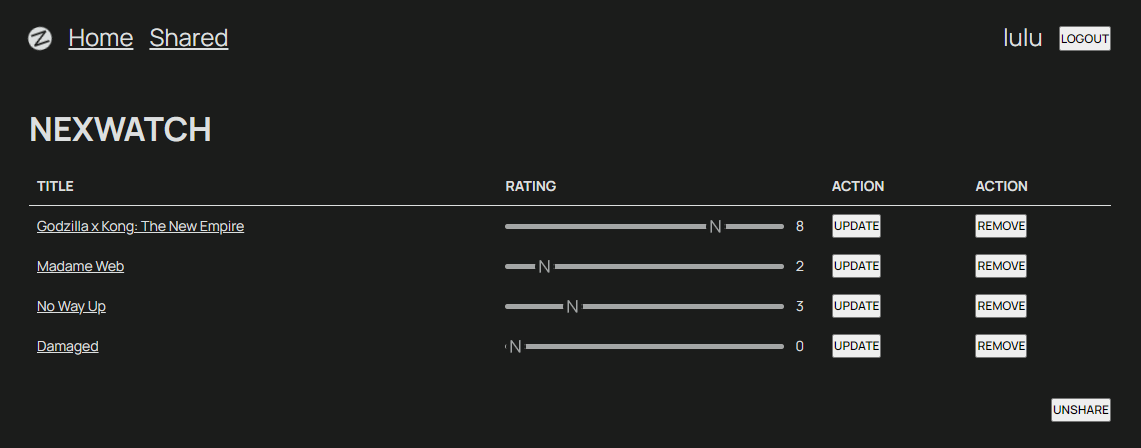 Home Shared lulu LOGOUT
NEXWATCH
TITLE RATING ACTION ACTION
Godzilla x Kong: The New Empire N 8 UPDATE REMOVE
Madame Web N 2 UPDATE REMOVE
No Way Up N 3 UPDATE REMOVE
Damaged N 0 UPDATE REMOVE
UNSHARE